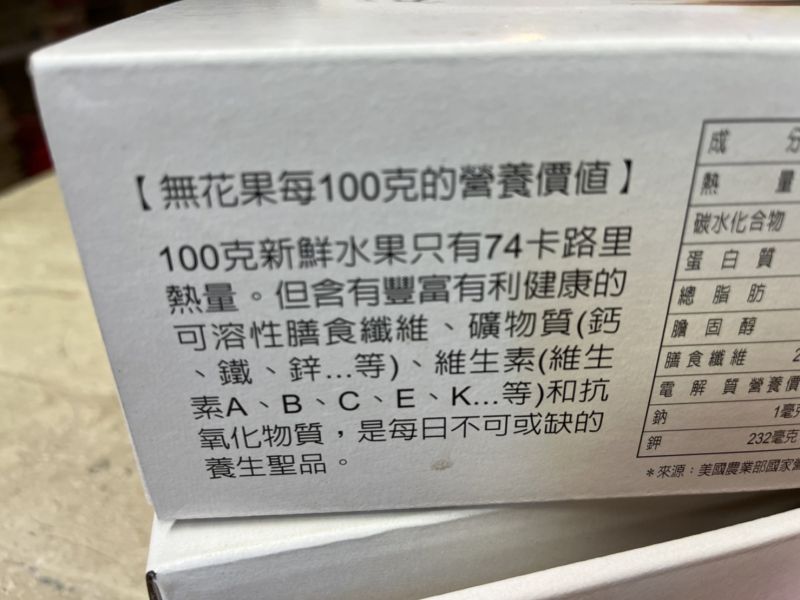 【無花果每100克的營養價值】
100克新鮮水果只有74卡路里
熱量。但含有豐富有利健康的
可溶性膳食纖維、礦物質(鈣
、鐵、鋅...等)、維生素(維生
素A、B、C、E、K...等)和抗
氧化物質，是每日不可或缺的
養生聖品。
成 分
熱 量
碳水化合物
蛋 白 質
總 脂 肪
膽 固 醇
膳食纖維 2
電 解 質 營養價
鈉 1毫克
鉀 232毫克
*來源：美國農業部國家營